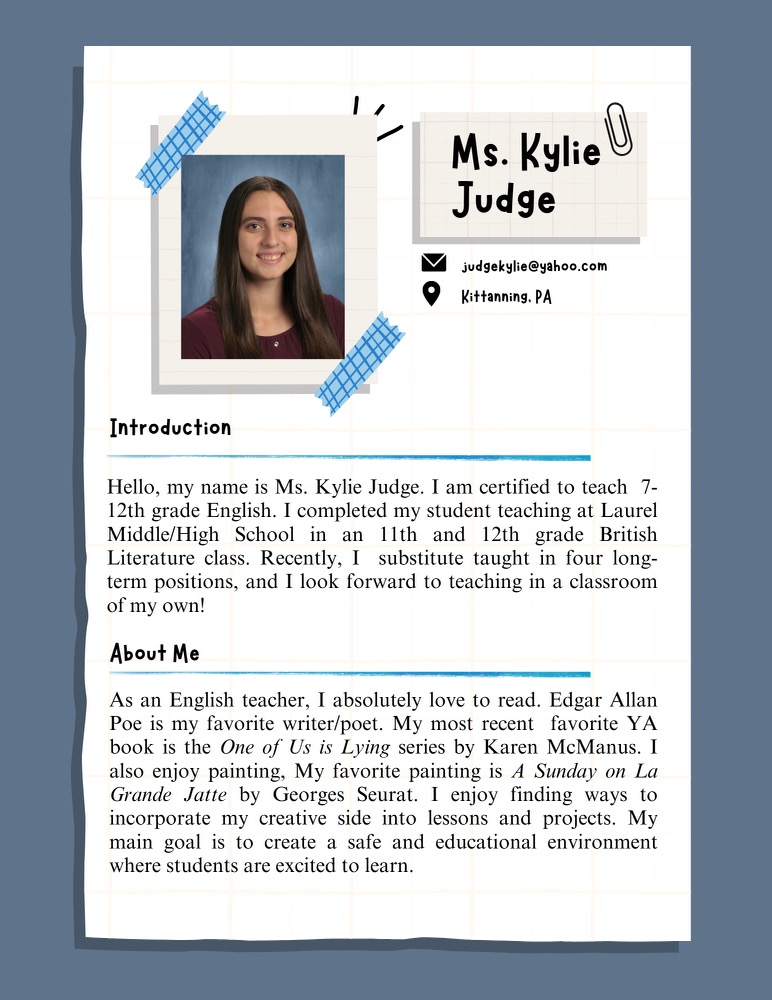 Ms. Kylie
Judge
judgekylie@yahoo.com
Kittanning, PA
Introduction
Hello, my name is Ms. Kylie Judge. I am certified to teach 7-
12th grade English. I completed my student teaching at Laurel
Middle/High School in an 11th and 12th grade British
Literature class. Recently, I substitute taught in four long-
term positions, and I look forward to teaching in a classroom
of my own!
About Me
As an English teacher, I absolutely love to read. Edgar Allan
Poe is my favorite writer/poet. My most recent favorite YA
book is the One of Us is Lying series by Karen McManus. I
also enjoy painting, My favorite painting is A Sunday on La
Grande Jatte by Georges Seurat. I enjoy finding ways to
incorporate my creative side into lessons and projects. My
main goal is to create a safe and educational environment
where students are excited to learn.